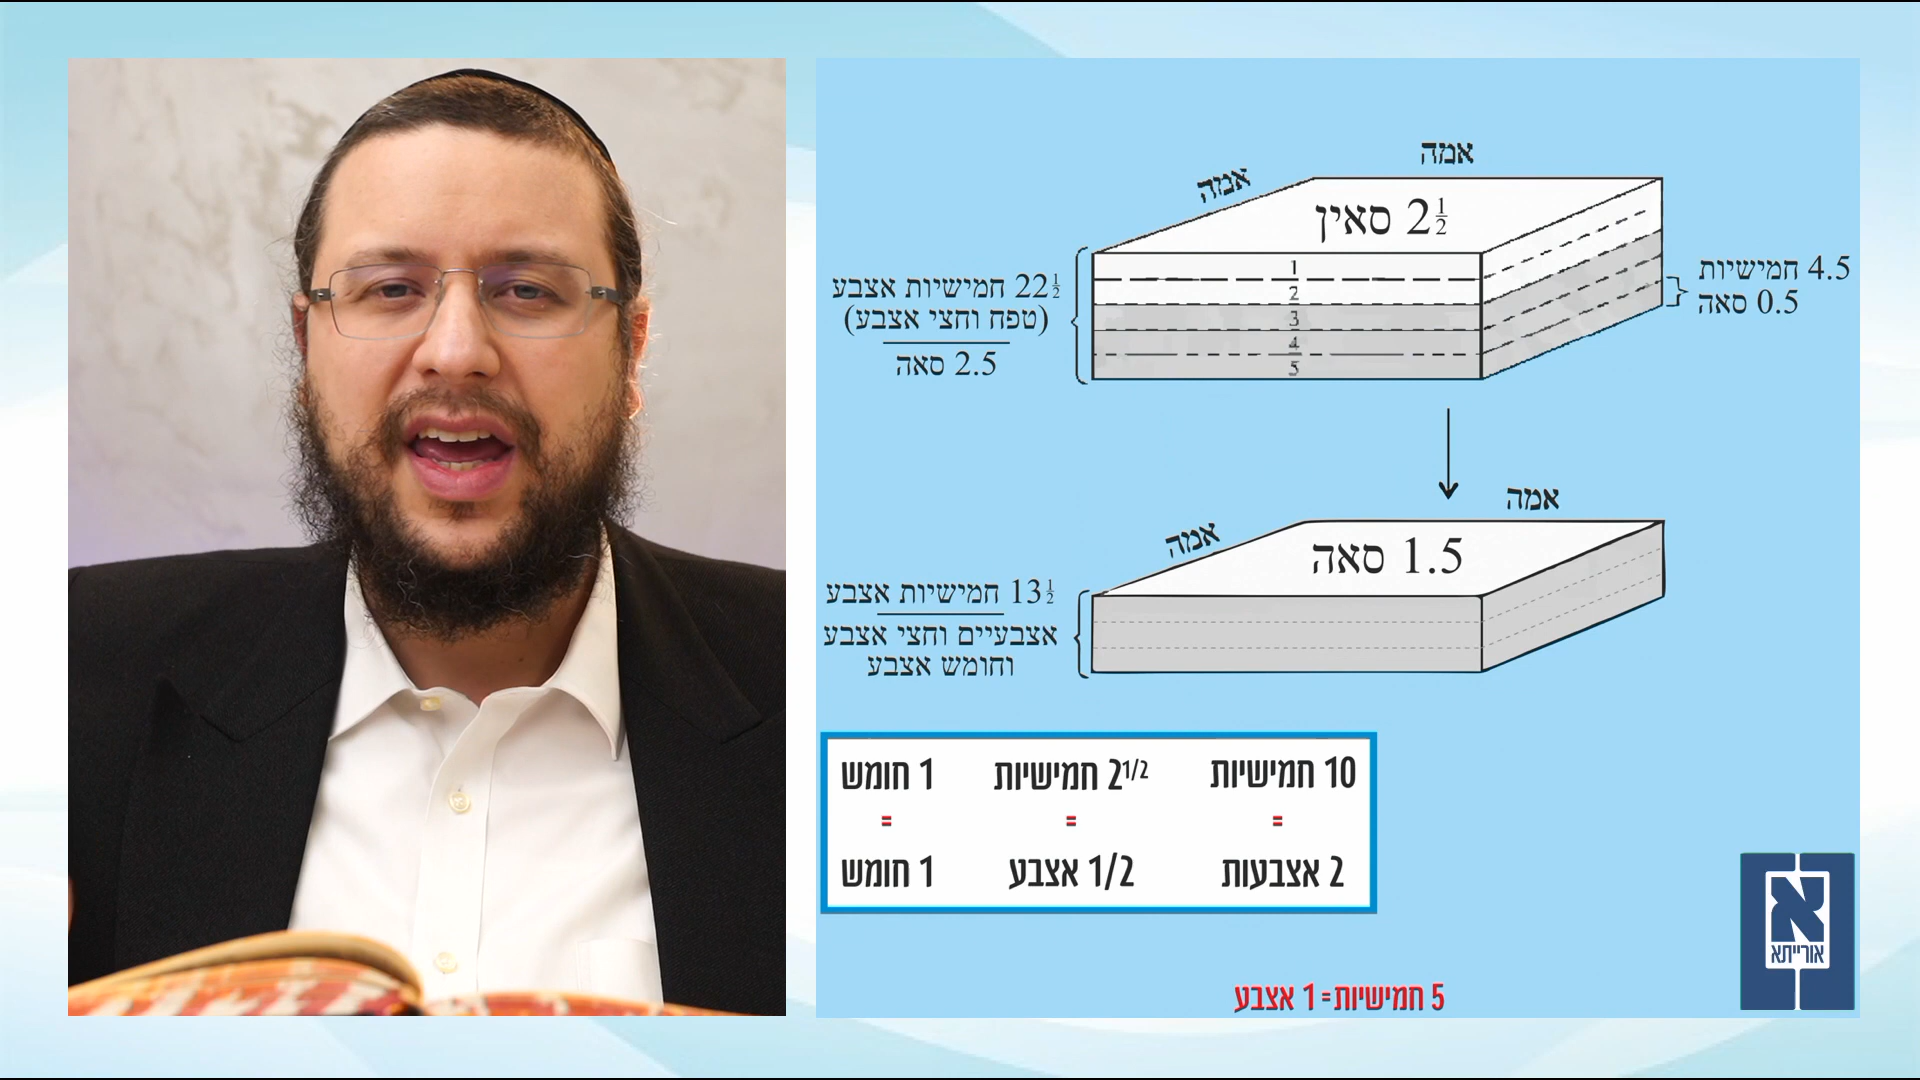 אמה
אמה
2½ סאין
1
2
3
4
5
22½ חמישיות אצבע
(טפח וחצי אצבע)
2.5 סאה
4.5 חמישיות
0.5 סאה
אמה
אמה
1.5 סאה
13½ חמישיות אצבע
אצבעיים וחצי אצבע
וחומש אצבע
10 חמישיות 2 1/2 חמישיות 1 חומש
= = =
2 אצבעות 1/2 אצבע 1 חומש
5 חמישיות = 1 אצבע
א
אורייתא